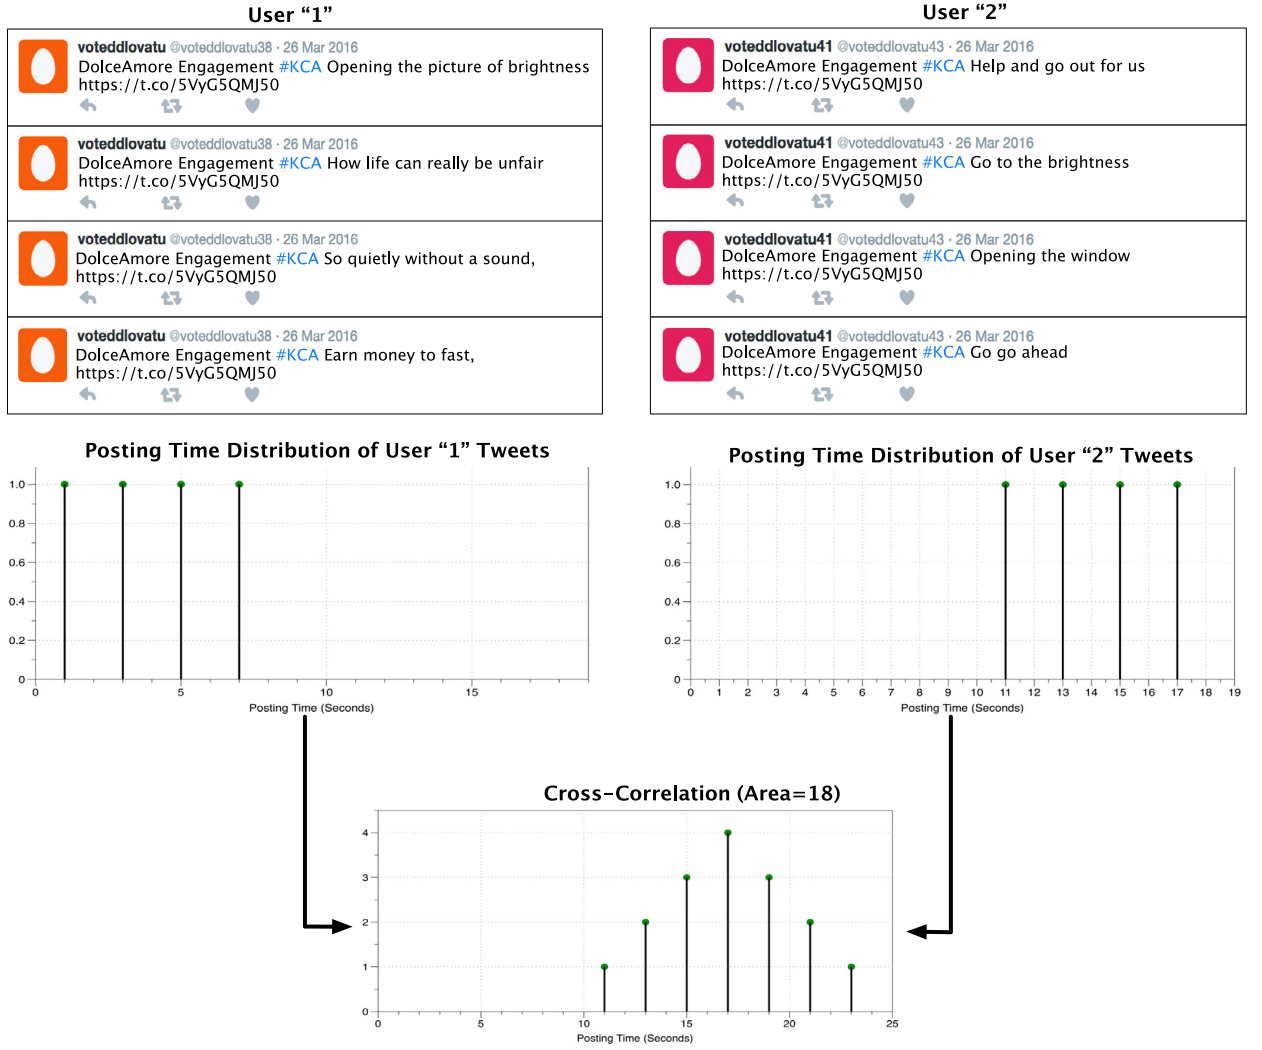 User “1”
voteddlovatu @voteddlovatu38 · 26 Mar 2016
DolceAmore Engagement #KCA Opening the picture of brightness
https://t.co/5VyG5QMJ50
voteddlovatu @voteddlovatu38 · 26 Mar 2016
DolceAmore Engagement #KCA How life can really be unfair
https://t.co/5VyG5QMJ50
voteddlovatu @voteddlovatu38 · 26 Mar 2016
DolceAmore Engagement #KCA So quietly without a sound,
https://t.co/5VyG5QMJ50
voteddlovatu @voteddlovatu38 · 26 Mar 2016
DolceAmore Engagement #KCA Earn money to fast,
https://t.co/5VyG5QMJ50
User “2”
voteddlovatu41 @voteddlovatu43 · 26 Mar 2016
DolceAmore Engagement #KCA Help and go out for us
https://t.co/5VyG5QMJ50
voteddlovatu41 @voteddlovatu43 · 26 Mar 2016
DolceAmore Engagement #KCA Go to the brightness
https://t.co/5VyG5QMJ50
voteddlovatu41 @voteddlovatu43 · 26 Mar 2016
DolceAmore Engagement #KCA Opening the window
https://t.co/5VyG5QMJ50
voteddlovatu41 @voteddlovatu43 · 26 Mar 2016
DolceAmore Engagement #KCA Go go ahead
https://t.co/5VyG5QMJ50
Posting Time Distribution of User “1” Tweets
1.0
0.8
0.6
0.4
0.2
0
0 5 10 15
Posting Time (Seconds)
Posting Time Distribution of User “2” Tweets
1.0
0.8
0.6
0.4
0.2
0
0 1 2 3 4 5 6 7 8 9 10 11 12 13 14 15 16 17 18 19
Posting Time (Seconds)
Cross-Correlation (Area=18)
4
3
2
1
0
0 5 10 15 20 25
Posting Time (Seconds)